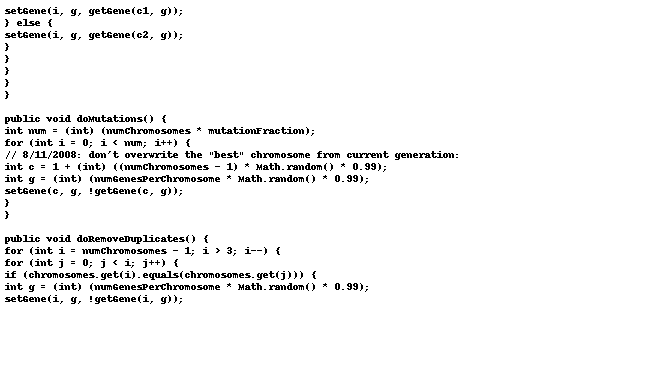 setGene(i, g, getGene(c1, g));
} else {
setGene(i, g, getGene(c2, g));
}
}
}
}
}
public void doMutations() {
int num = (int) (numChromosomes * mutationFraction);
for (int i = 0; i < num; i++) {
// 8/11/2008: don't overwrite the "best" chromosome from current generation:
int c = 1 + (int) ((numChromosomes - 1) * Math.random() * 0.99);
int g = (int) (numGenesPerChromosome * Math.random() * 0.99);
setGene(c, g, !getGene(c, g));
}
}
public void doRemoveDuplicates() {
for (int i = numChromosomes - 1; i > 3; i--) {
for (int j = 0; j < i; j++) {
if (chromosomes.get(i).equals(chromosomes.get(j))) {
int g = (int) (numGenesPerChromosome * Math.random() * 0.99);
setGene(i, g, !getGene(i, g));